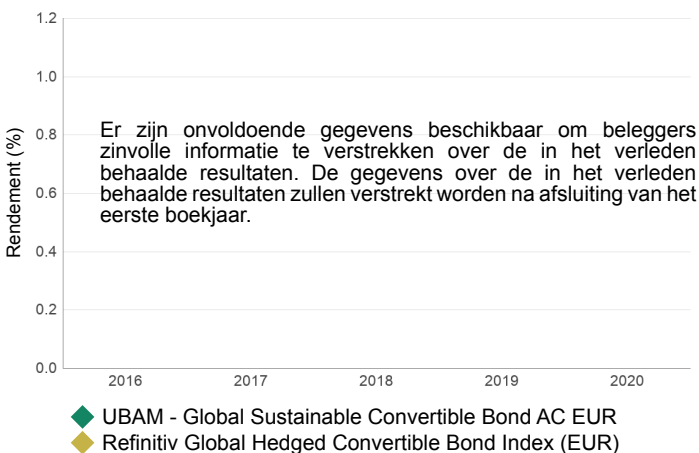 1.2
1.0
0.8
0.6
0.4
0.2
0.0
Rendement (%)
Er zijn onvoldoende gegevens beschikbaar om beleggers
zinvolle informatie te verstrekken over de in het verleden
behaalde resultaten. De gegevens over de in het verleden
behaalde resultaten zullen verstrekt worden na afsluiting van het
eerste boekjaar.
2016 2017 2018 2019 2020
UBAM - Global Sustainable Convertible Bond AC EUR
Refinitiv Global Hedged Convertible Bond Index (EUR)